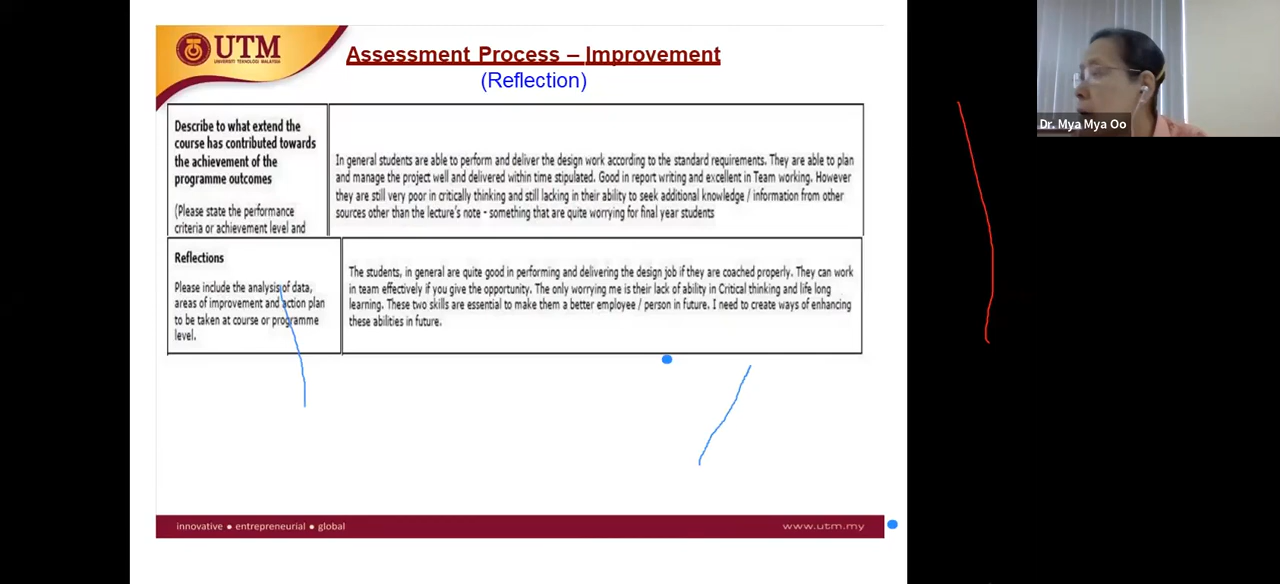 UTM
UNIVERSITI TEKNOLOGI MALAYSIA
Assessment Process – Improvement
(Reflection)
Dr. Mya Mya Oo
Describe to what extend the
course has contributed towards
the achievement of the
programme outcomes
(Please state the performance
criteria or achievement level and
In general students are able to perform and deliver the design work according to the standard requirements. They are able to plan
and manage the project well and delivered within time stipulated. Good in report writing and excellent in Team working. However
they are still very poor in critically thinking and still lacking in their ability to seek additional knowledge / information from other
sources other than the lecture's note - something that are quite worrying for final year students
Reflections
Please include the analysis of data,
areas of improvement and action plan
to be taken at course or programme
level.
The students, in general are quite good in performing and delivering the design job if they are coached properly. They can work
in team effectively if you give the opportunity. The only worrying me is their lack of ability in Critical thinking and life long
learning. These two skills are essential to make them a better employee / person in future. I need to create ways of enhancing
these abilities in future.
innovative ● entrepreneurial ● global
www.utm.my